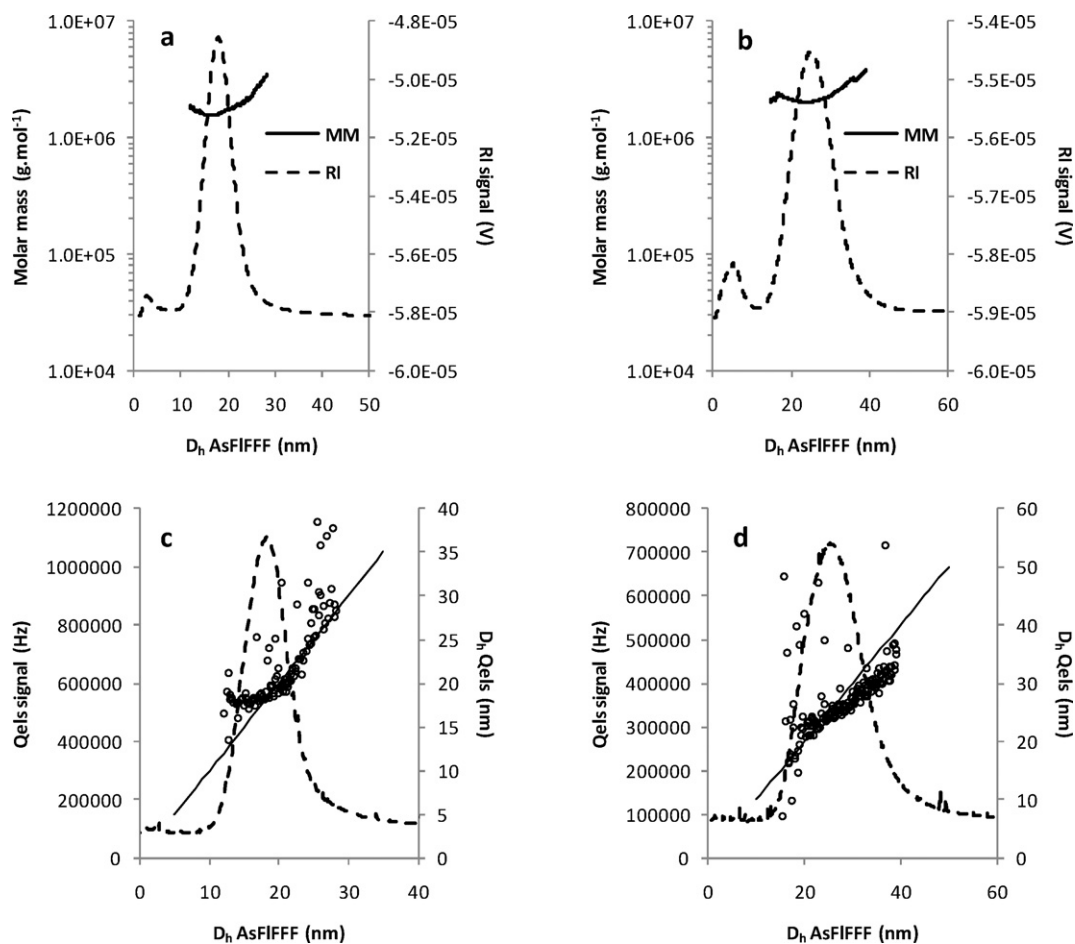 a
1.0E+07
1.0E+06
1.0E+05
1.0E+04
Molar mass (g.mol-1)
-4.8E-05
-5.0E-05
-5.2E-05
-5.4E-05
-5.6E-05
-5.8E-05
-6.0E-05
RI signal (V)
MM
RI
0 10 20 30 40 50
Dh AsFlFFF (nm)
b
1.0E+07
1.0E+06
1.0E+05
1.0E+04
Molar mass (g.mol-1)
-5.4E-05
-5.5E-05
-5.6E-05
-5.7E-05
-5.8E-05
-5.9E-05
-6.0E-05
RI signal (V)
MM
RI
0 20 40 60
Dh AsFlFFF (nm)
c
1200000
1000000
800000
600000
400000
200000
0
Qels signal (Hz)
40
35
30
25
20
15
10
5
0
Dh Qels (nm)
0 10 20 30 40
Dh AsFlFFF (nm)
d
800000
700000
600000
500000
400000
300000
200000
100000
0
Qels signal (Hz)
60
50
40
30
20
10
0
Dh Qels (nm)
0 20 40 60
Dh AsFlFFF (nm)